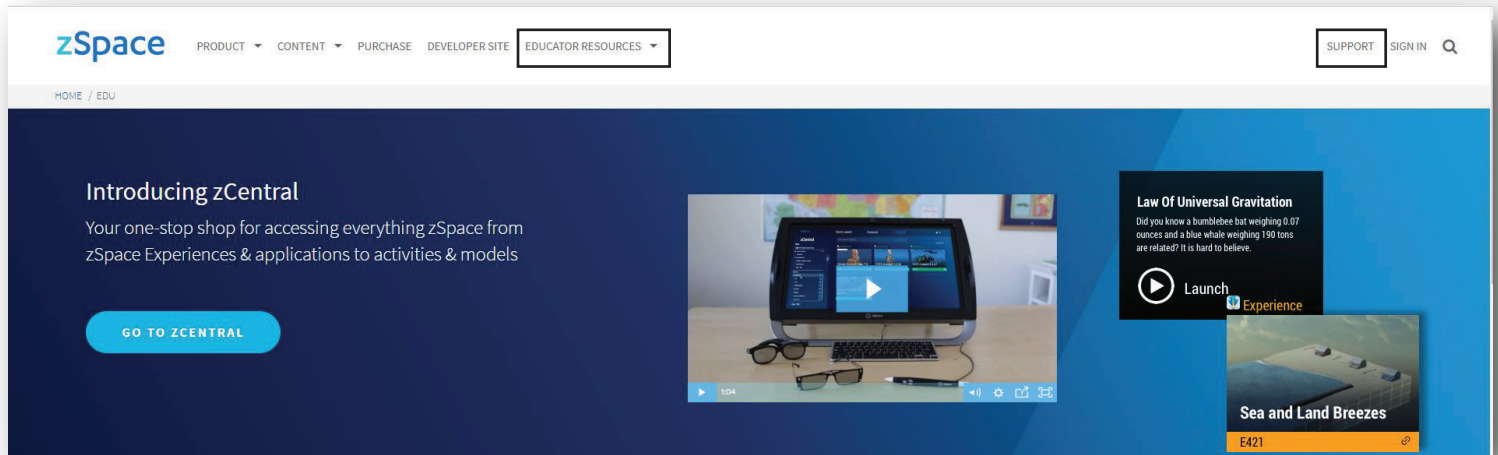 zSpace
PRODUCT CONTENT PURCHASE DEVELOPER SITE EDUCATOR RESOURCES SUPPORT SIGN IN
HOME / EDU
Introducing zCentral
Your one-stop shop for accessing everything zSpace from
zSpace Experiences & applications to activities & models
GO TO ZCENTRAL
zCentral
1:04
Law Of Universal Gravitation
Did you know a bumblebee bat weighing 0.07
ounces and a blue whale weighing 190 tons
are related? It is hard to believe.
Launch
Experience
Sea and Land Breezes
E421